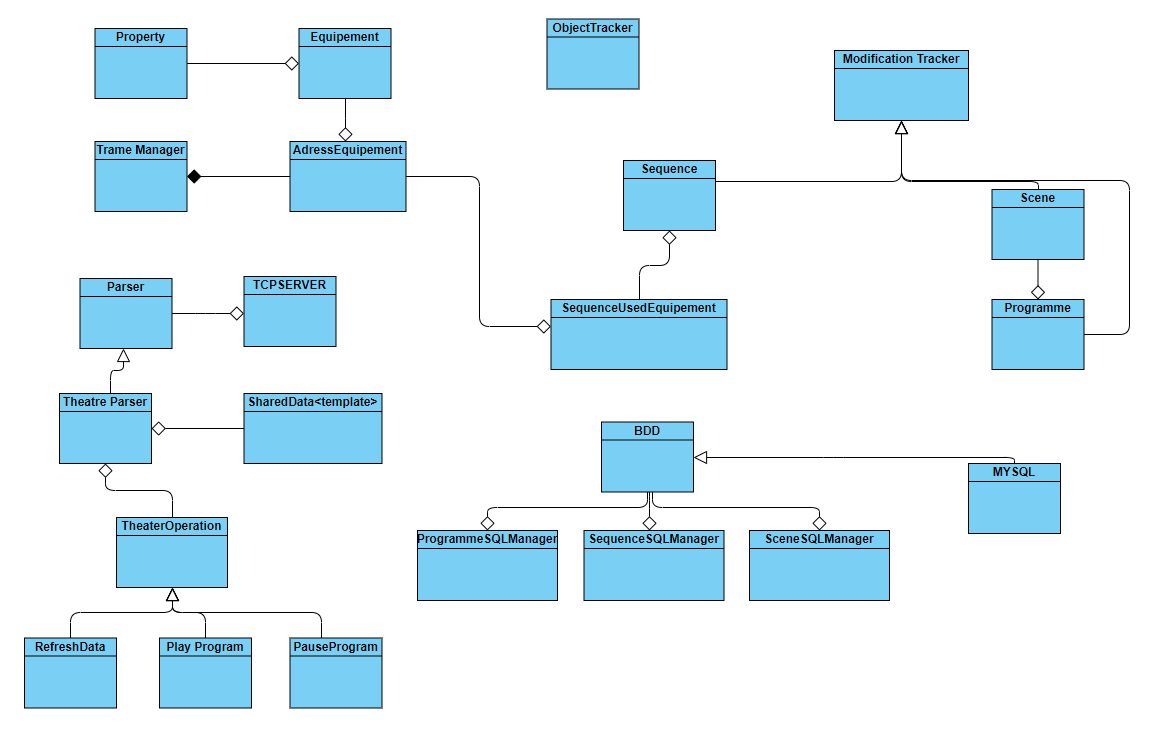 Property
Equipement
ObjectTracker
Modification Tracker
Trame Manager
AdressEquipement
Sequence
Scene
Parser
TCPSERVER
SequenceUsedEquipement
Programme
Theatre Parser
SharedData<template>
BDD
MYSQL
TheaterOperation
ProgrammeSQLManager
SequenceSQLManager
SceneSQLManager
RefreshData
Play Program
PauseProgram